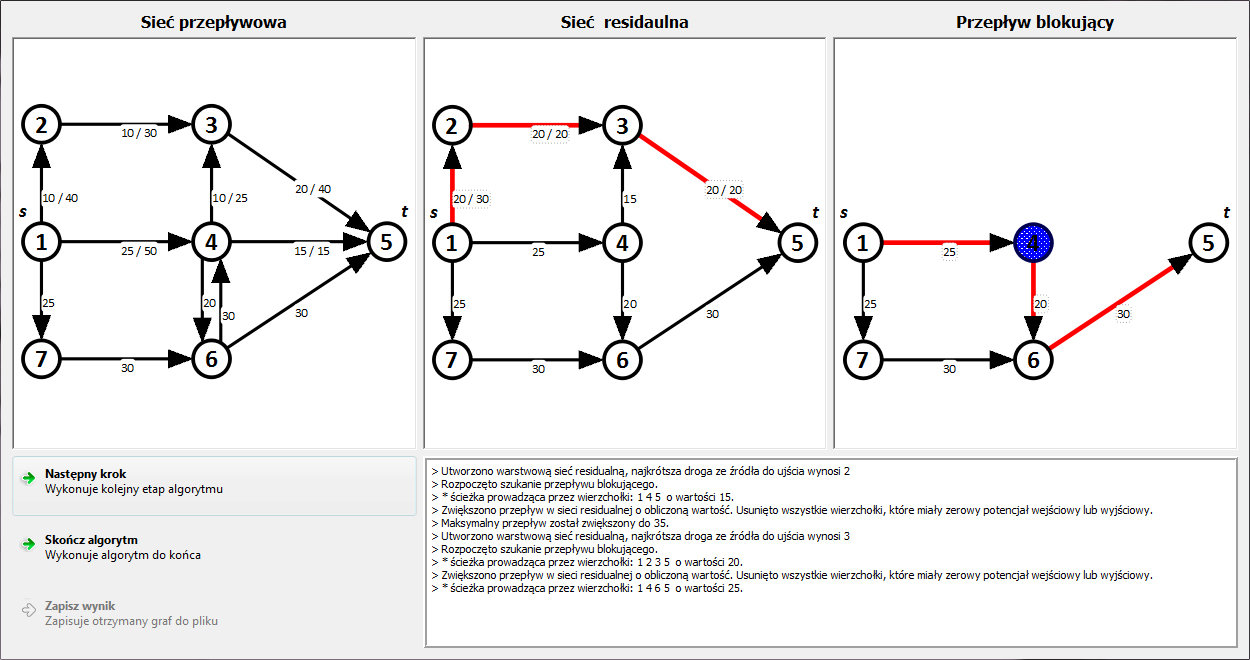 Sieć przepływowa
2
3
10 / 30
10 / 40
10 / 25
20 / 40
s
t
1
4
5
25 / 50
15 / 15
25
20
30
30
7
6
30
Sieć residaulna
2
3
20 / 20
20 / 30
15
20 / 20
s
t
1
4
5
25
25
20
30
7
6
30
Przepływ blokujący
s
t
1
4
5
25
25
20
30
7
6
30
Następny krok
Wykonuje kolejny etap algorytmu
Skończ algorytm
Wykonuje algorytm do końca
Zapisz wynik
Zapisuje otrzymany graf do pliku
> Utworzono warstwową sieć residualną, najkrótsza droga ze źródła do ujścia wynosi 2
> Rozpoczęto szukanie przepływu blokującego.
> * ścieżka prowadząca przez wierzchołki: 1 4 5 o wartości 15.
> Zwiększono przepływ w sieci residualnej o obliczoną wartość. Usunięto wszystkie wierzchołki, które miały zerowy potencjał wejściowy lub wyjściowy.
> Maksymalny przepływ został zwiększony do 35.
> Utworzono warstwową sieć residualną, najkrótsza droga ze źródła do ujścia wynosi 3
> Rozpoczęto szukanie przepływu blokującego.
> * ścieżka prowadząca przez wierzchołki: 1 2 3 5 o wartości 20.
> Zwiększono przepływ w sieci residualnej o obliczoną wartość. Usunięto wszystkie wierzchołki, które miały zerowy potencjał wejściowy lub wyjściowy.
> * ścieżka prowadząca przez wierzchołki: 1 4 6 5 o wartości 25.